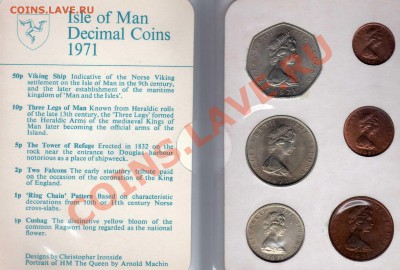 COINS.LAVE.RU
Isle of Man
Decimal Coins
1971
50p Viking Ship Indicative of the Norse Viking
settlement on the Isle of Man in the 9th century, and
the later establishment of the maritime
kingdom of 'Man and the Isles'.
10p Three Legs of Man Known from Heraldic rolls
of the late 13th century, the 'Three Legs' formed
the Heraldic Arms of the mediaeval Kings of
Man later becoming the official arms of the
Island.
5p The Tower of Refuge Erected in 1832 on the
rock near the entrance to Douglas harbour
notorious as a place of shipwreck.
2p Two Falcons The early statutory tribute paid
on the occasion of the coronation of the King
of England.
1p 'Ring Chain' Pattern Based on characteristic
decorations from 10th and 11th century Norse
cross-slabs.
½p Cushag The distinctive yellow bloom of the
common Ragwort long regarded as the national
flower.
Designs by Christopher Ironside
Portrait of HM The Queen by Arnold Machin